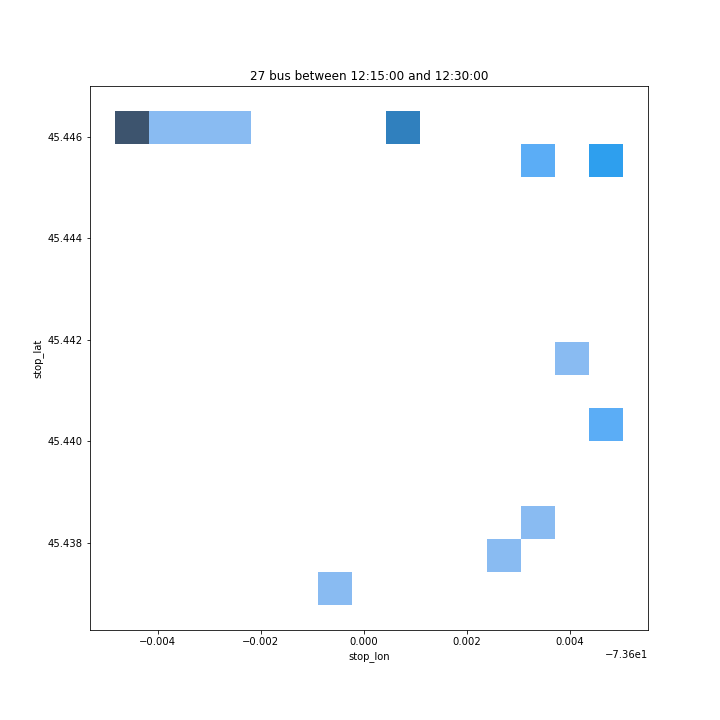 27 bus between 12:15:00 and 12:30:00
45.446
45.444
45.442
45.440
45.438
stop_lat
−0.004 −0.002 0.000 0.002 0.004
stop_lon
−7.36e1